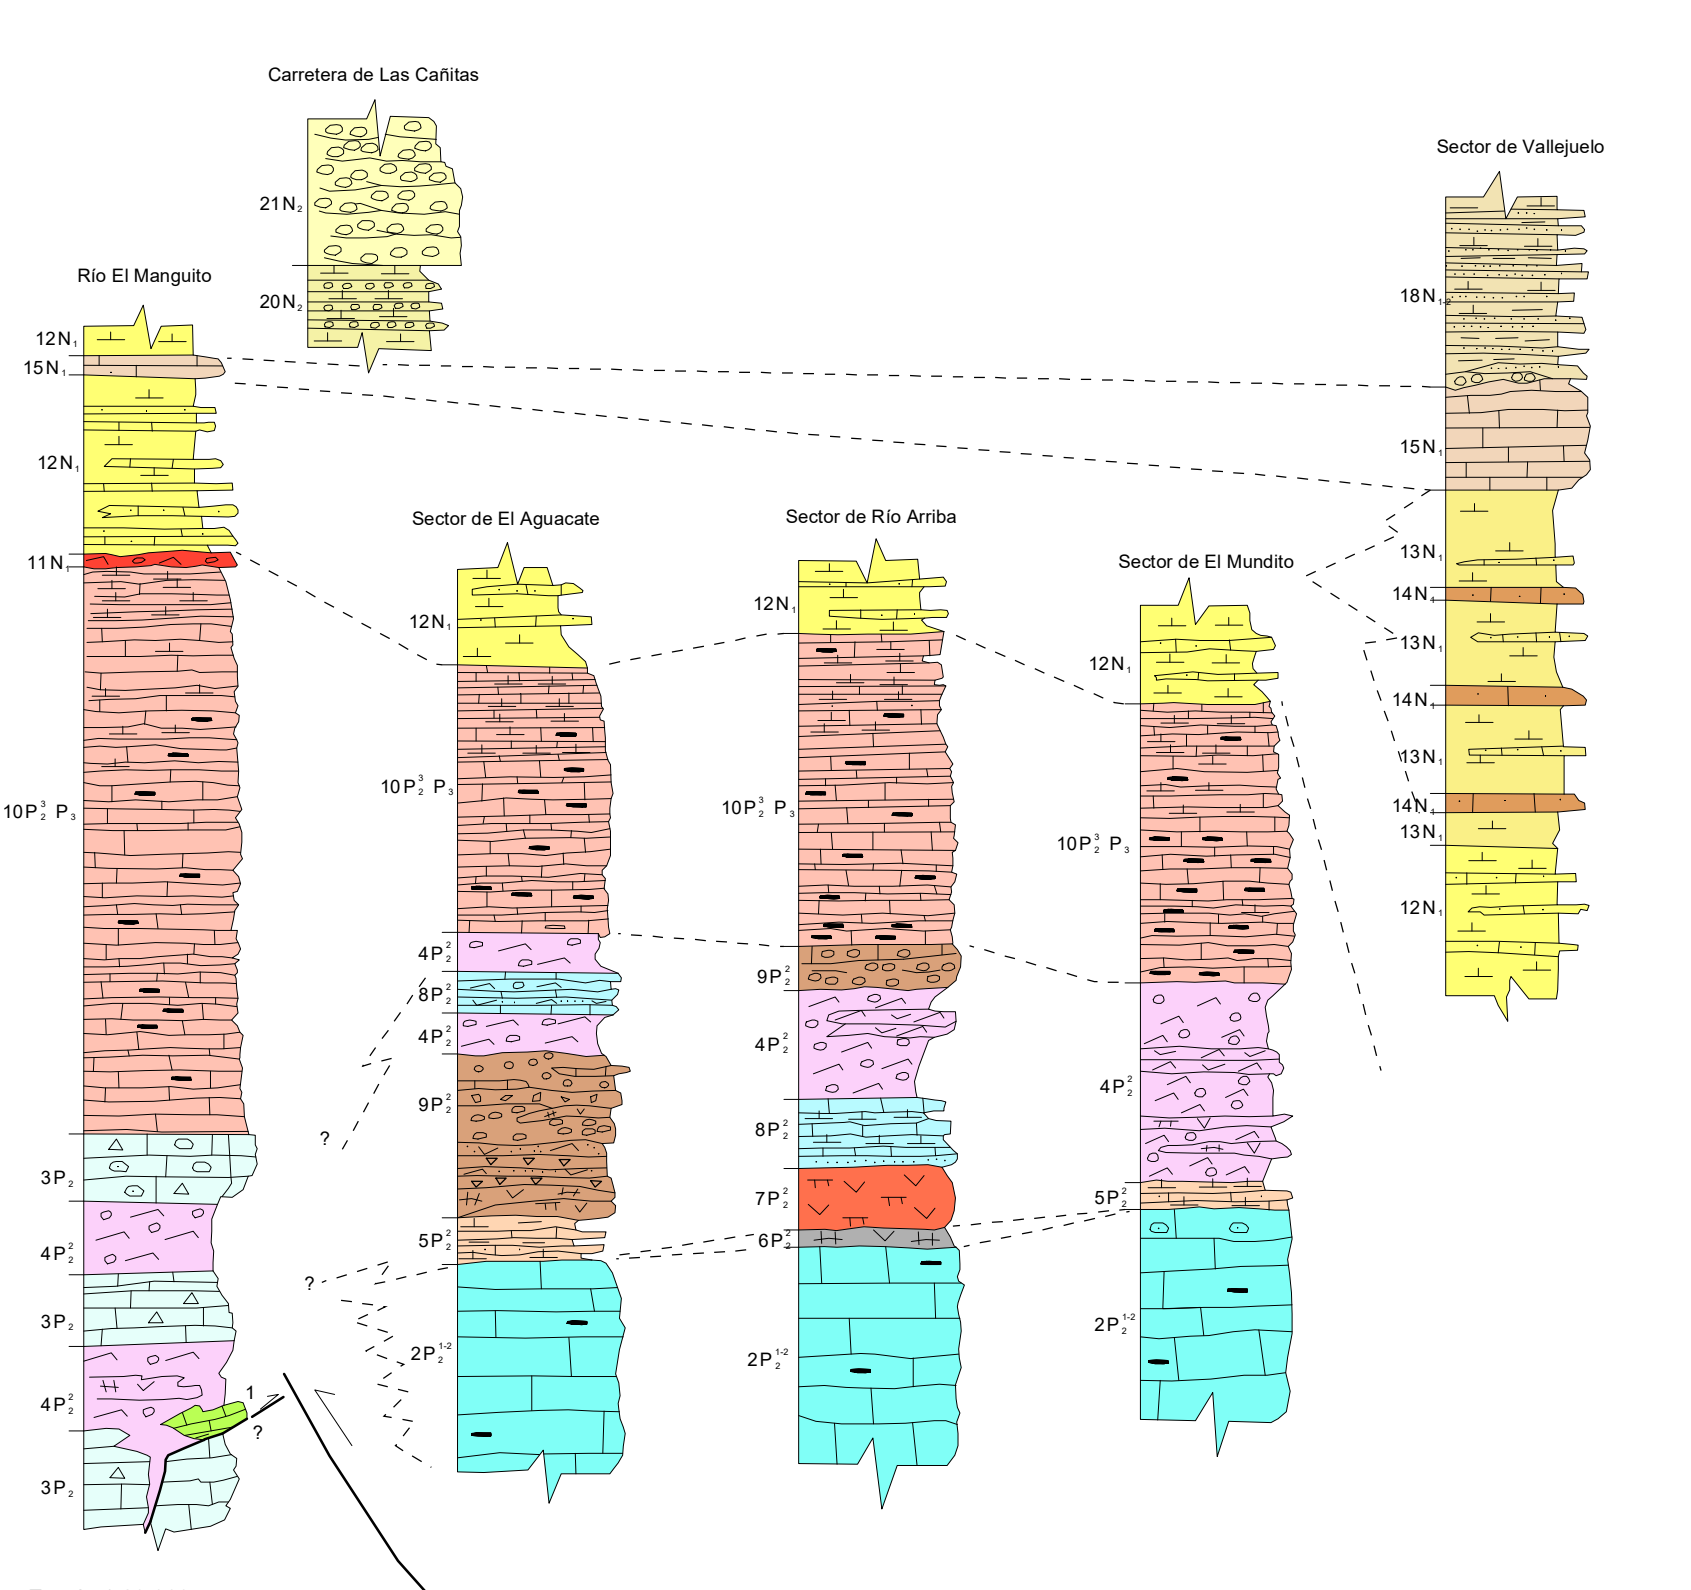 Carretera de Las Cañitas
21N₂
20N₂
Río El Manguito
12N₁
15N₁
12N₁
11N₁
10P₂³ P₃
3P₂
4P₂²
3P₂
4P₂²
3P₂
1
?
?
?
Sector de El Aguacate
12N₁
10P₂³ P₃
4P₂²
8P₂²
4P₂²
9P₂²
5P₂²
2P₂¹⁻²
Sector de Río Arriba
12N₁
10P₂³ P₃
9P₂²
4P₂²
8P₂²
7P₂²
6P₂²
2P₂¹⁻²
Sector de El Mundito
12N₁
10P₂³ P₃
4P₂²
5P₂²
2P₂¹⁻²
Sector de Vallejuelo
18N₁₋₂
15N₁
13N₁
14N₁
13N₁
14N₁
13N₁
14N₁
13N₁
12N₁